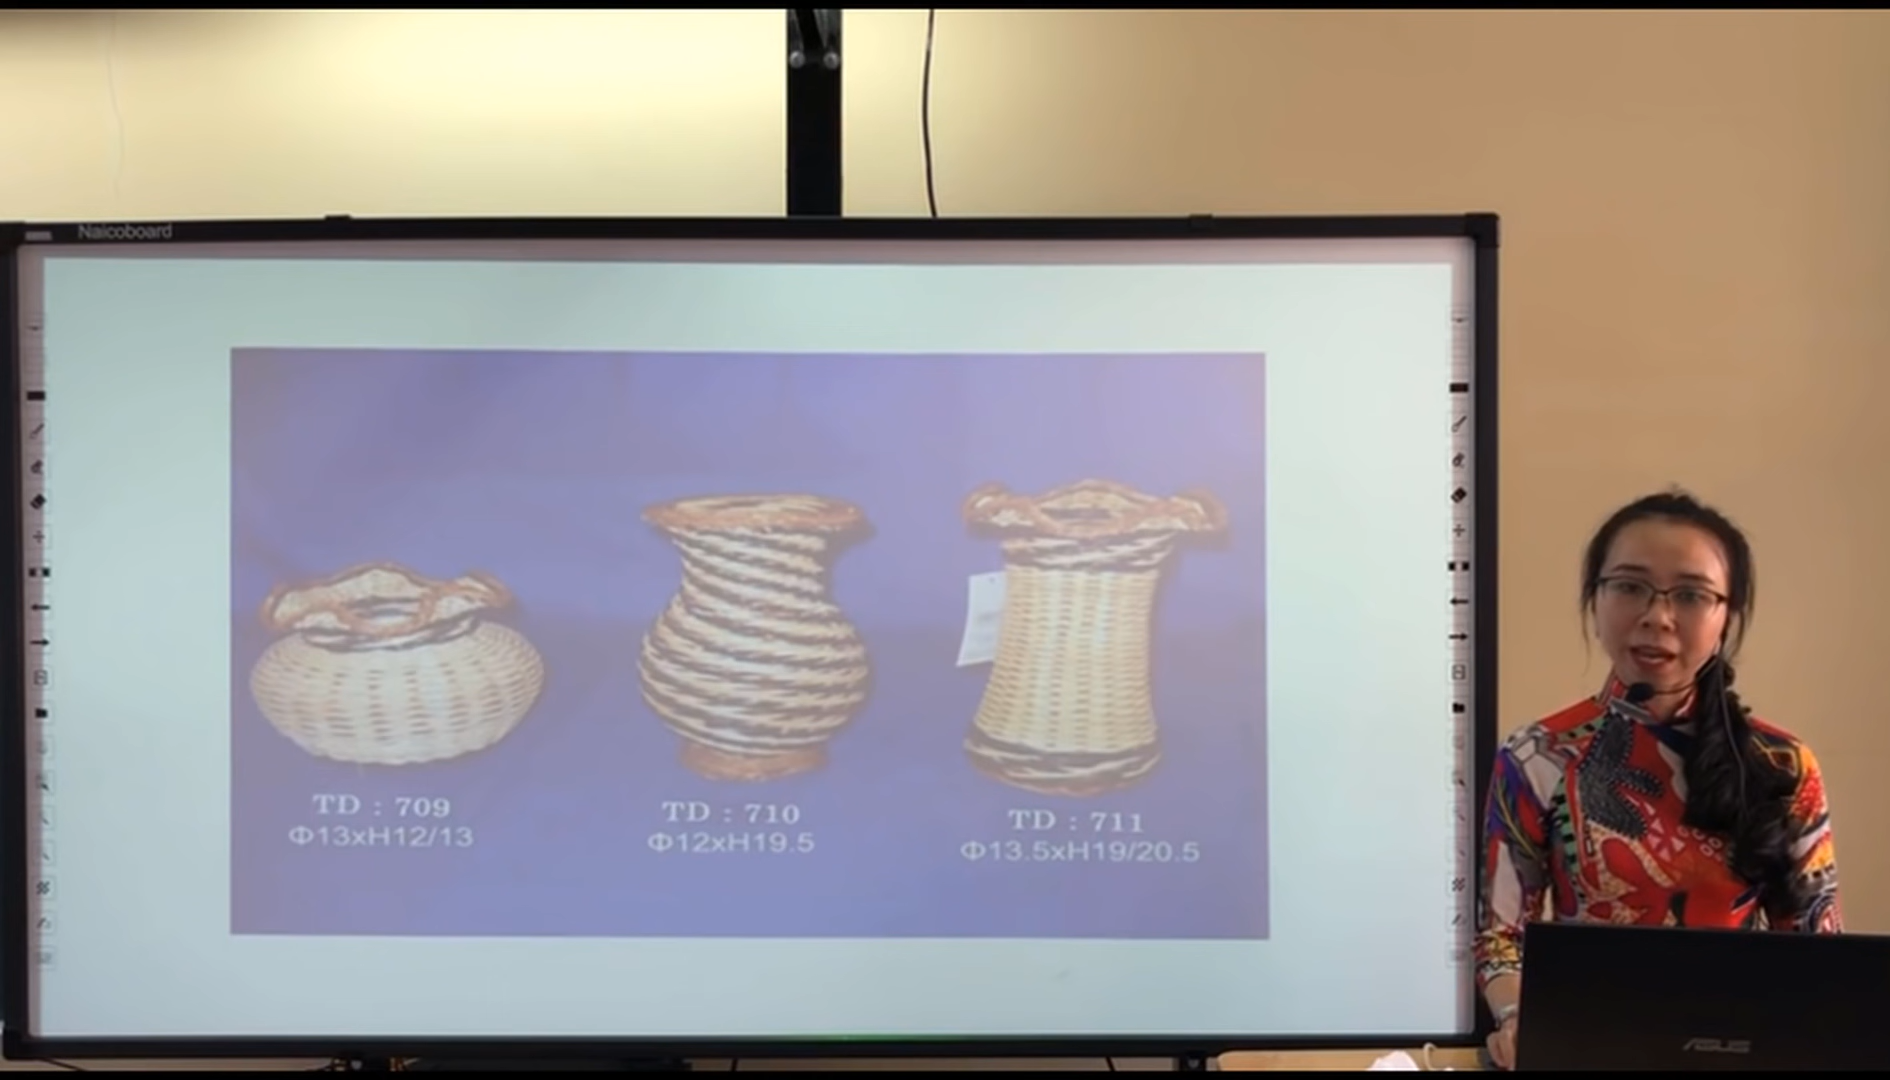 Naicoboard
TD : 709
Φ13xH12/13
TD : 710
Φ12xH19.5
TD : 711
Φ13.5xH19/20.5
ASUS